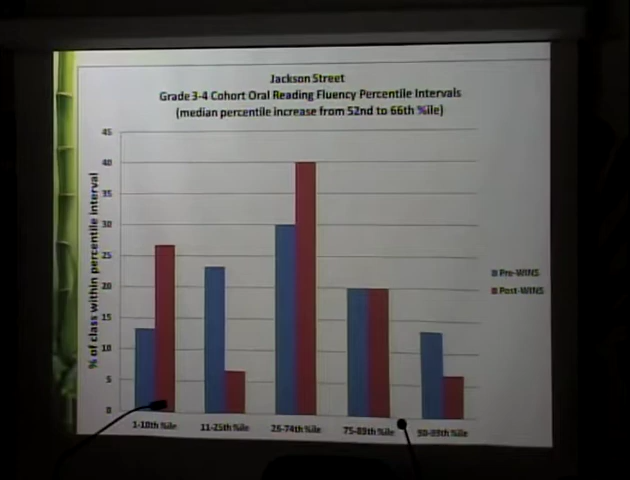 Jackson Street
Grade 3-4 Cohort Oral Reading Fluency Percentile Intervals
(median percentile increase from 52nd to 66th %ile)
% of class within percentile interval
45
40
35
30
25
20
15
10
5
0
1-10th %ile
11-25th %ile
26-74th %ile
75-89th %ile
90-99th %ile
Pre-WINS
Post-WINS